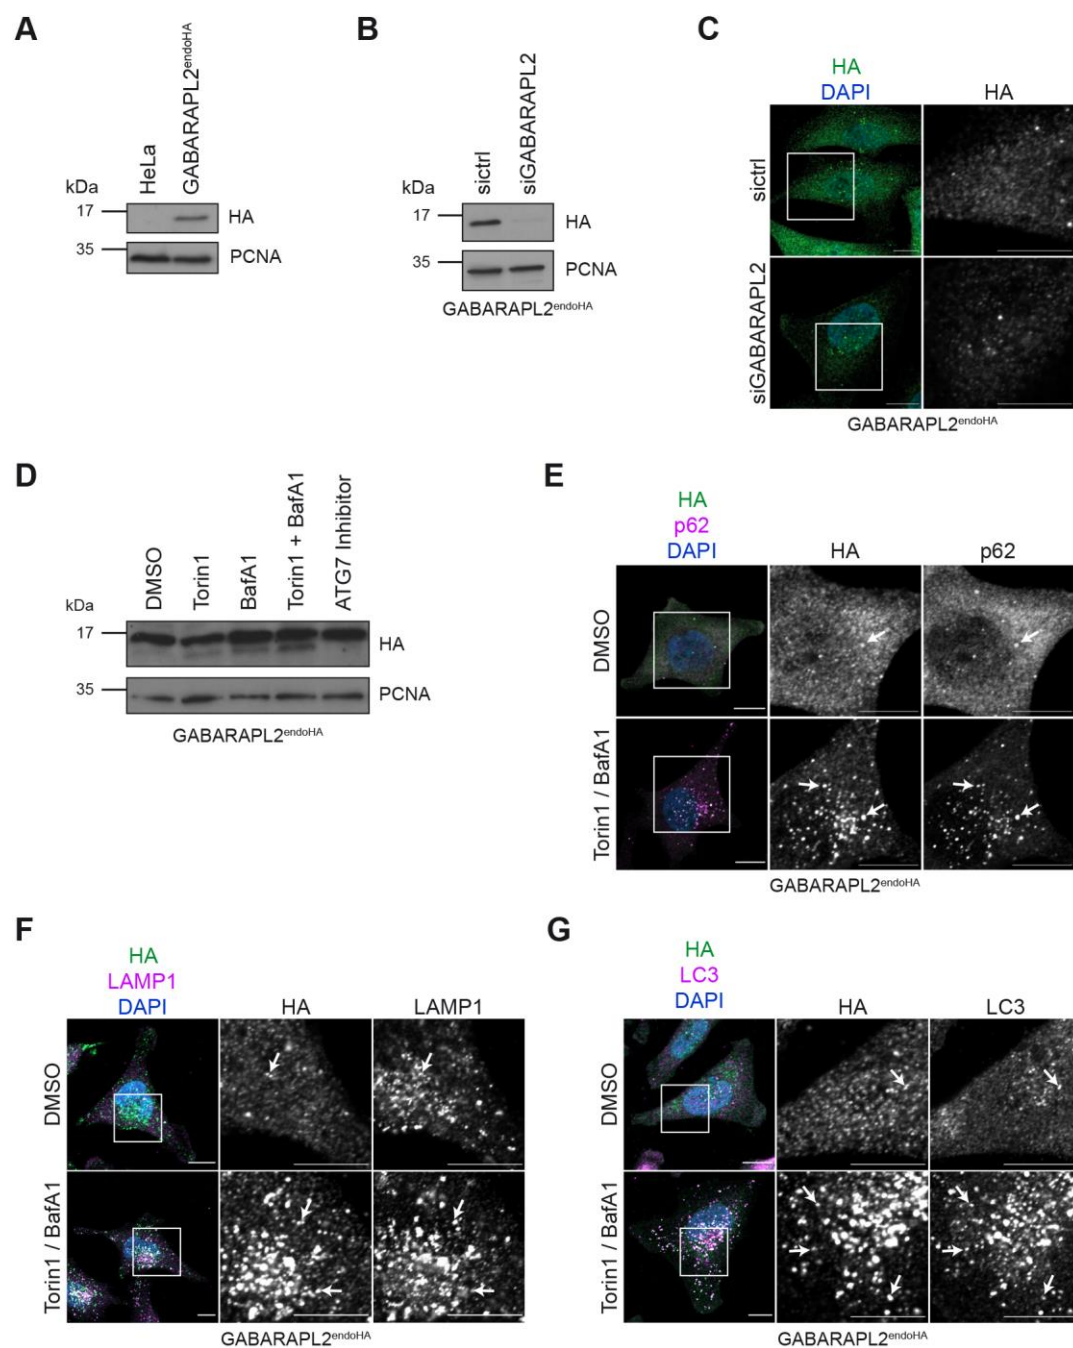 A
HeLa
GABARAPL2endoHA
kDa
17
HA
35
PCNA
B
sictrl
siGABARAPL2
kDa
17
HA
35
PCNA
GABARAPL2endoHA
C
HA
DAPI
HA
sictrl
siGABARAPL2
GABARAPL2endoHA
D
DMSO
Torin1
BafA1
Torin1 + BafA1
ATG7 Inhibitor
kDa
17
HA
35
PCNA
GABARAPL2endoHA
E
HA
p62
DAPI
HA
p62
DMSO
Torin1 / BafA1
GABARAPL2endoHA
F
HA
LAMP1
DAPI
HA
LAMP1
DMSO
Torin1 / BafA1
GABARAPL2endoHA
G
HA
LC3
DAPI
HA
LC3
DMSO
Torin1 / BafA1
GABARAPL2endoHA